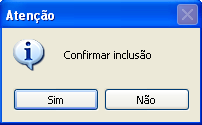 Atenção
Confirmar inclusão
Sim
Não